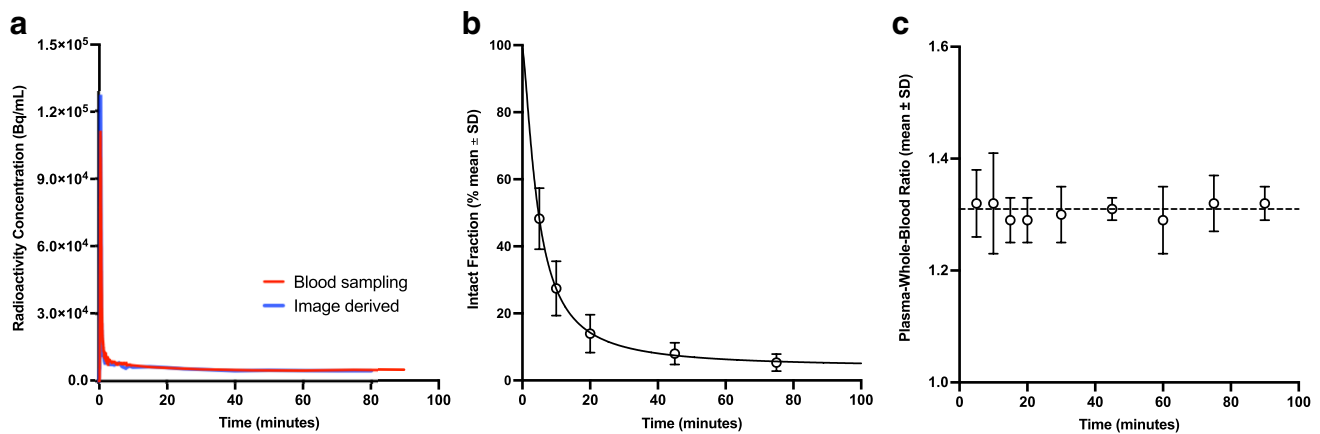 a
Radioactivity Concentration (Bq/mL)
1.5×10⁵
1.2×10⁵
9.0×10⁴
6.0×10⁴
3.0×10⁴
0.0
0 20 40 60 80 100
Time (minutes)
Blood sampling
Image derived
b
Intact Fraction (% mean ± SD)
100
80
60
40
20
0
0 20 40 60 80 100
Time (minutes)
c
Plasma-Whole-Blood Ratio (mean ± SD)
1.6
1.4
1.2
1.0
0 20 40 60 80 100
Time (minutes)